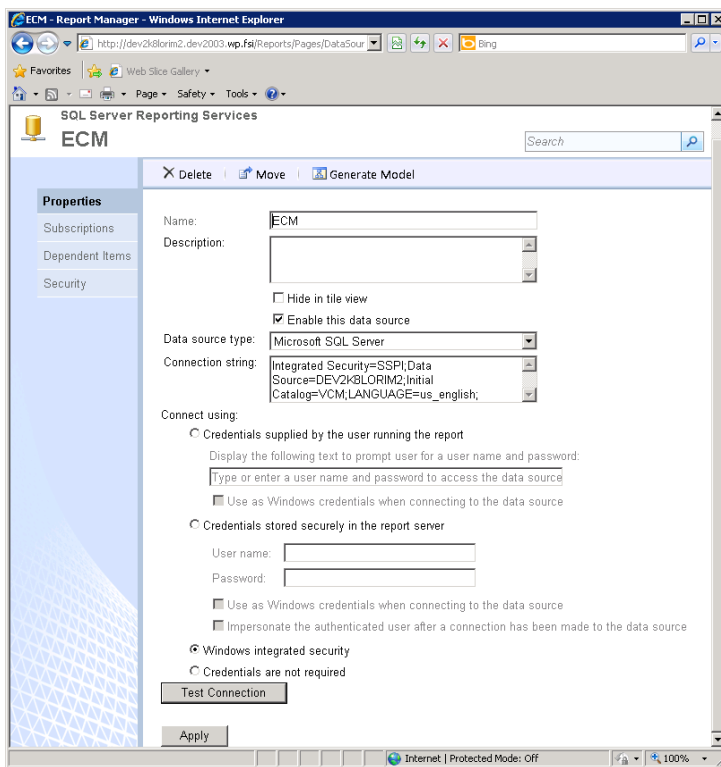 ECM - Report Manager - Windows Internet Explorer
http://dev2k8lorim2.dev2003.wp.fsi/Reports/Pages/DataSour
Bing
Favorites
Web Slice Gallery
Page
Safety
Tools
SQL Server Reporting Services
ECM
Search
Delete
Move
Generate Model
Properties
Subscriptions
Dependent Items
Security
Name:
ECM
Description:
Hide in tile view
Enable this data source
Data source type:
Microsoft SQL Server
Connection string:
Integrated Security=SSPI;Data
Source=DEV2K8LORIM2;Initial
Catalog=VCM;LANGUAGE=us_english;
Connect using:
Credentials supplied by the user running the report
Display the following text to prompt user for a user name and password:
Type or enter a user name and password to access the data source
Use as Windows credentials when connecting to the data source
Credentials stored securely in the report server
User name:
Password:
Use as Windows credentials when connecting to the data source
Impersonate the authenticated user after a connection has been made to the data source
Windows integrated security
Credentials are not required
Test Connection
Apply
Internet | Protected Mode: Off
100%